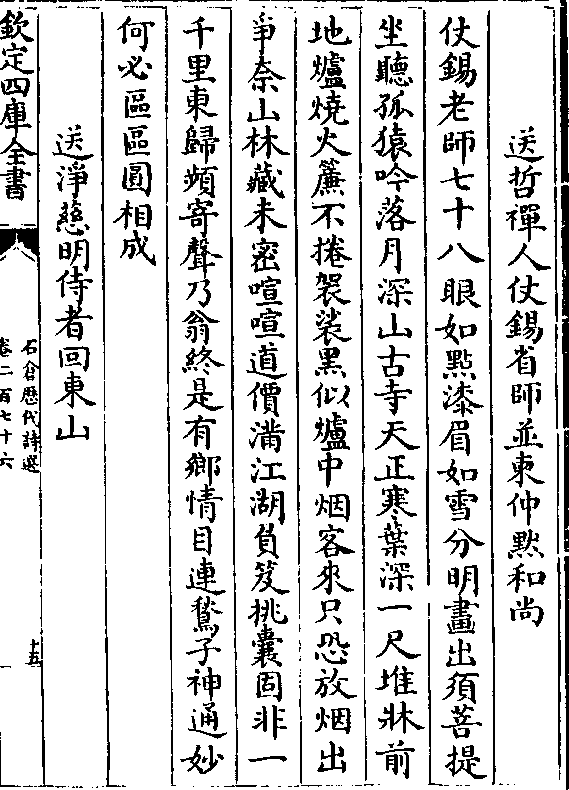 送哲禪人仗錫省師並柬仲黙和尚
仗錫老師七十八眼如點漆眉如雪分明畫出須菩提
坐聽孤猿吟落月深山古寺天正寒葉深一尺堆牀前
地爐燒火簾不捲袈裟黑似爐中烟客來只恐放烟出
爭奈山林藏未密喧喧道價滿江湖負笈挑囊固非一
千里東歸頻寄聲乃翁終是有鄉情目連鶖子神通妙
何必區區圓相成
送淨慈明侍者回東山
欽定四庫全書
石倉歷代詩選
卷二百七十六
十五